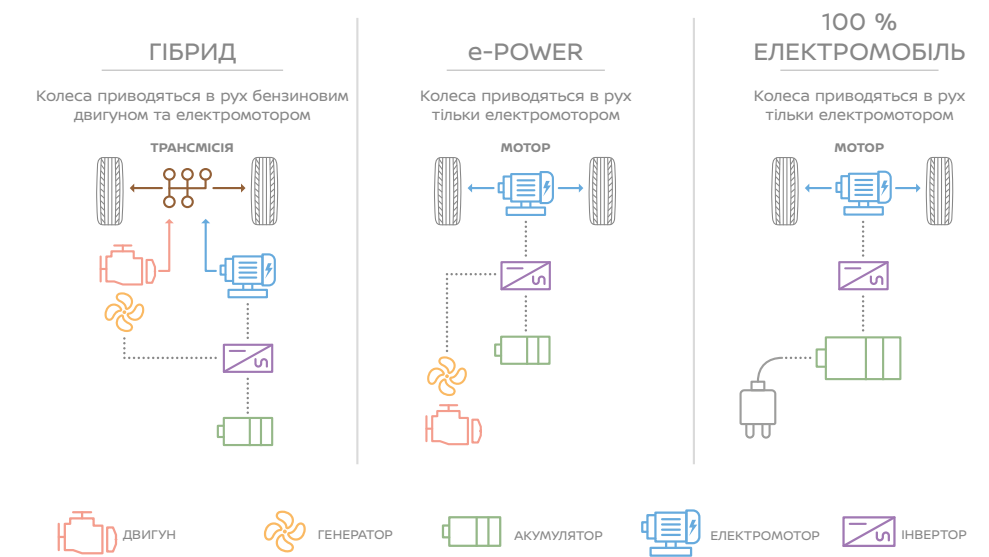 ГІБРИД
Колеса приводяться в рух бензиновим
двигуном та електромотором
ТРАНСМІСІЯ
e-POWER
Колеса приводяться в рух
тільки електромотором
МОТОР
100 %
ЕЛЕКТРОМОБІЛЬ
Колеса приводяться в рух
тільки електромотором
МОТОР
ДВИГУН
ГЕНЕРАТОР
АКУМУЛЯТОР
ЕЛЕКТРОМОТОР
ІНВЕРТОР